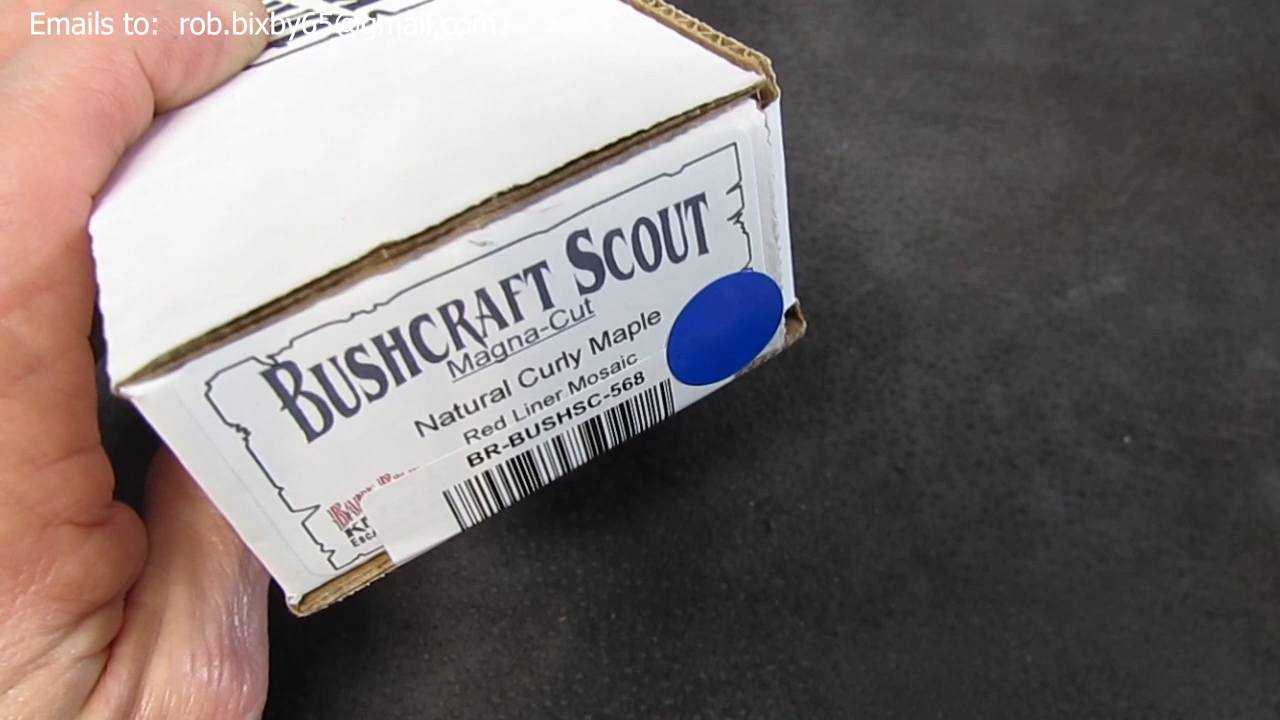 Emails to: rob.bixby65@gmail.com
BUSHCRAFT SCOUT
Magna-Cut
Natural Curly Maple
Red Liner Mosaic
BR-BUSHSC-568